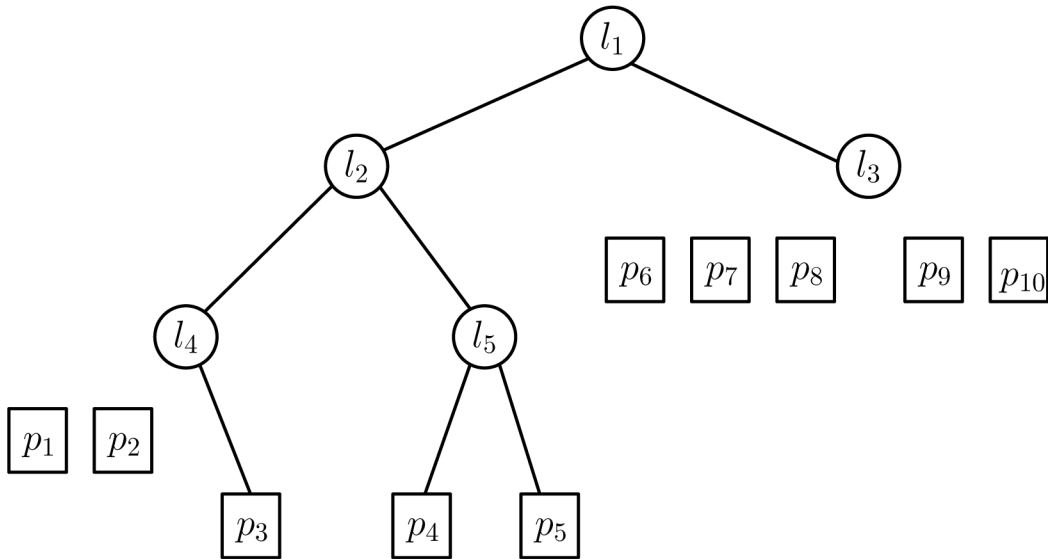 l₁
l₂
l₃
p₆ p₇ p₈ p₉ p₁₀
l₄ l₅
p₁ p₂
p₃ p₄ p₅